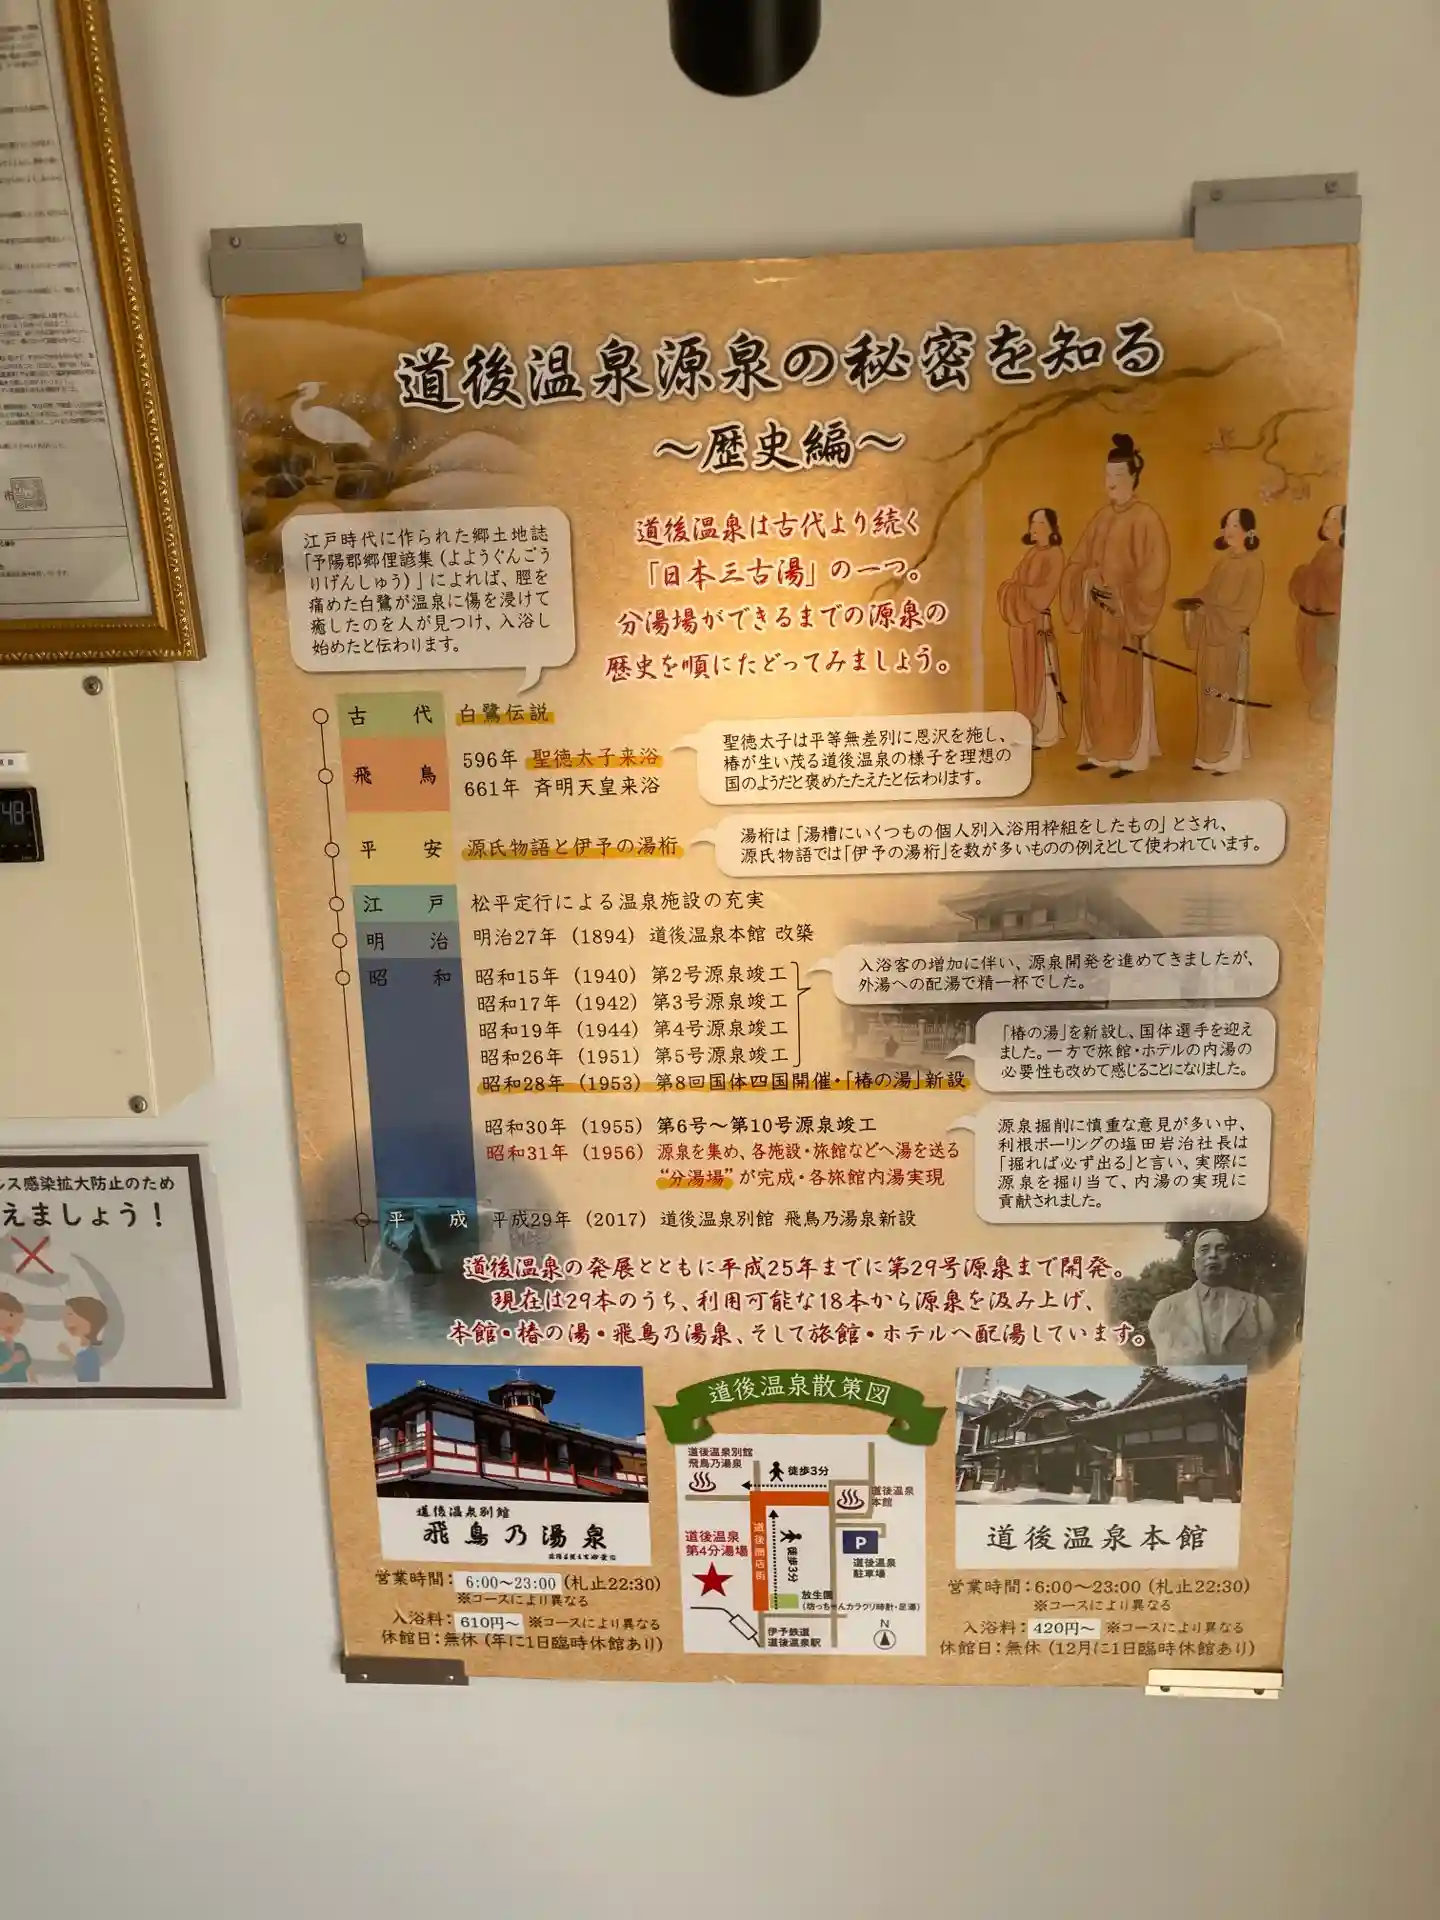 道後温泉源泉の秘密を知る
～歴史編～
道後温泉は古代より続く
「日本三古湯」の一つ。
分湯場ができるまでの源泉の
歴史を順にたどってみましょう。
江戸時代に作られた郷土地誌
「予陽郡郷俚諺集(よようぐんごう
りげんしゅう)」によれば、脛を
痛めた白鷺が温泉に傷を浸けて
癒したのを人が見つけ、入浴し
始めたと伝わります。
古代 白鷺伝説
飛鳥
596年 聖徳太子来浴
661年 斉明天皇来浴
聖徳太子は平等無差別に恩沢を施し、
椿が生い茂る道後温泉の様子を理想の
国のようだと褒めたたえたと伝わります。
平安 源氏物語と伊予の湯桁
湯桁は「湯槽にいくつもの個人別入浴用枠組をしたもの」とされ、
源氏物語では「伊予の湯桁」を数が多いものの例えとして使われています。
江戸 松平定行による温泉施設の充実
明治 明治27年(1894) 道後温泉本館 改築
昭和 昭和15年(1940) 第2号源泉竣工
昭和17年(1942) 第3号源泉竣工
昭和19年(1944) 第4号源泉竣工
昭和26年(1951) 第5号源泉竣工
入浴客の増加に伴い、源泉開発を進めてきましたが、
外湯への配湯で精一杯でした。
昭和28年(1953) 第8回国体四国開催・「椿の湯」新設
「椿の湯」を新設し、国体選手を迎え
ました。一方で旅館・ホテルの内湯の
必要性も改めて感じることになりました。
昭和30年(1955) 第6号～第10号源泉竣工
昭和31年(1956) 源泉を集め、各施設・旅館などへ湯を送る
“分湯場”が完成・各旅館内湯実現
源泉掘削に慎重な意見が多い中、
利根ボーリングの塩田岩治社長は
「掘れば必ず出る」と言い、実際に
源泉を掘り当て、内湯の実現に
貢献されました。
平成 平成29年(2017) 道後温泉別館 飛鳥乃湯泉新設
道後温泉の発展とともに平成25年までに第29号源泉まで開発。
現在は29本のうち、利用可能な18本から源泉を汲み上げ、
本館・椿の湯・飛鳥乃湯泉、そして旅館・ホテルへ配湯しています。
道後温泉別館
飛鳥乃湯泉
営業時間：6:00～23:00(札止22:30)
※コースにより異なる
入浴料：610円～ ※コースにより異なる
休館日：無休(年に1日臨時休館あり)
道後温泉散策図
道後温泉別館
飛鳥乃湯泉
徒歩3分
道後温泉
本館
道後温泉
第4分湯場
道後商店街
徒歩3分
P
道後温泉
駐車場
放生園
(坊っちゃんカラクリ時計・足湯)
伊予鉄道
道後温泉駅
N
道後温泉本館
営業時間：6:00～23:00(札止22:30)
※コースにより異なる
入浴料：420円～ ※コースにより異なる
休館日：無休(12月に1日臨時休館あり)
ルス感染拡大防止のため
えましょう！
市
48